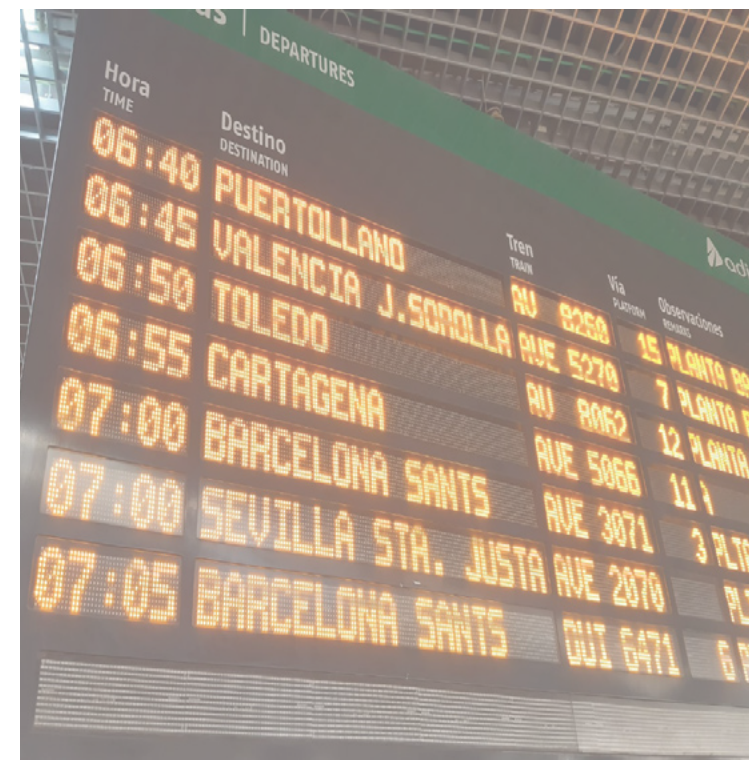 DEPARTURES
Hora Destino Tren Vía Observaciones
TIME DESTINATION TRAIN PLATFORM REMARKS
06:40 PUERTOLLANO AV 8260 15 PLANTA
06:45 VALENCIA J.SOROLLA AVE 5270 7 PLANTA
06:50 TOLEDO AV 8062 12 PLANTA
06:55 CARTAGENA AVE 5066 11
07:00 BARCELONA SANTS AVE 3071 3
07:00 SEVILLA STA. JUSTA AVE 2070
07:05 BARCELONA SANTS OUI 6471 6